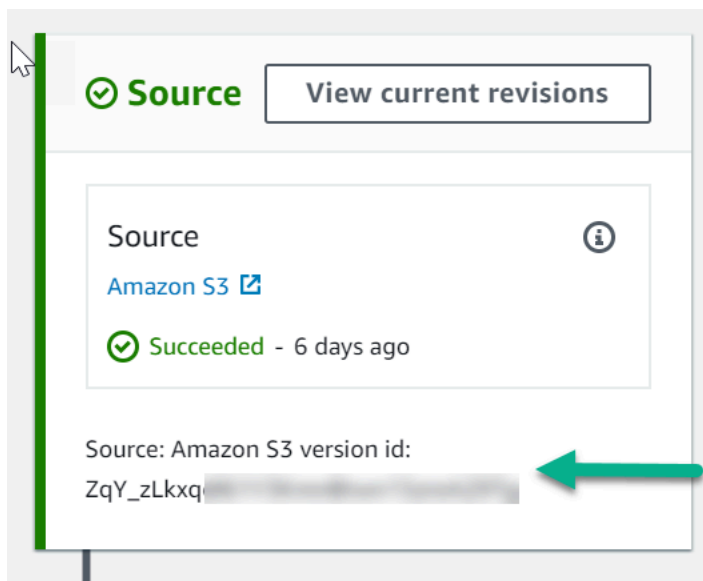 Source
View current revisions
Source
Amazon S3
Succeeded - 6 days ago
Source: Amazon S3 version id:
ZqY_zLkxq